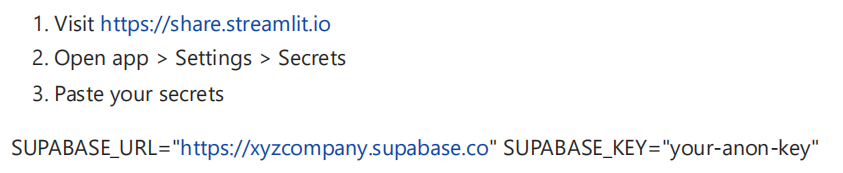 1. Visit https://share.streamlit.io
2. Open app > Settings > Secrets
3. Paste your secrets
SUPABASE_URL="https://xyzcompany.supabase.co" SUPABASE_KEY="your-anon-key"